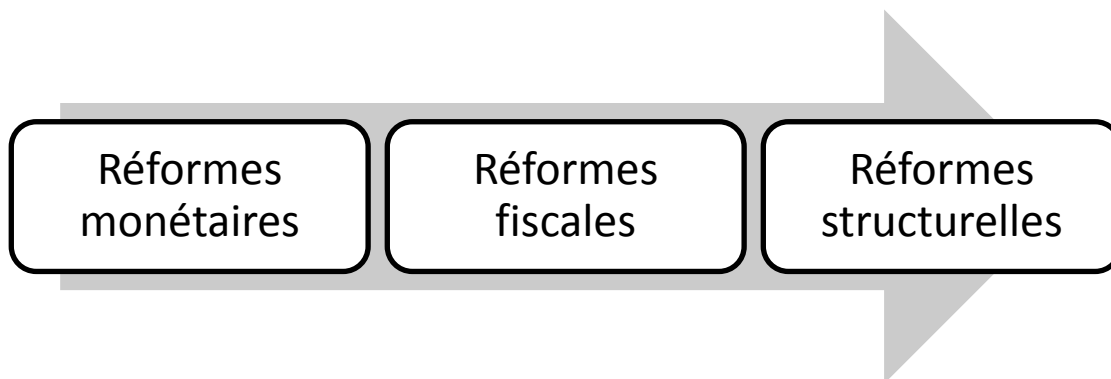 Réformes
monétaires
Réformes
fiscales
Réformes
structurelles